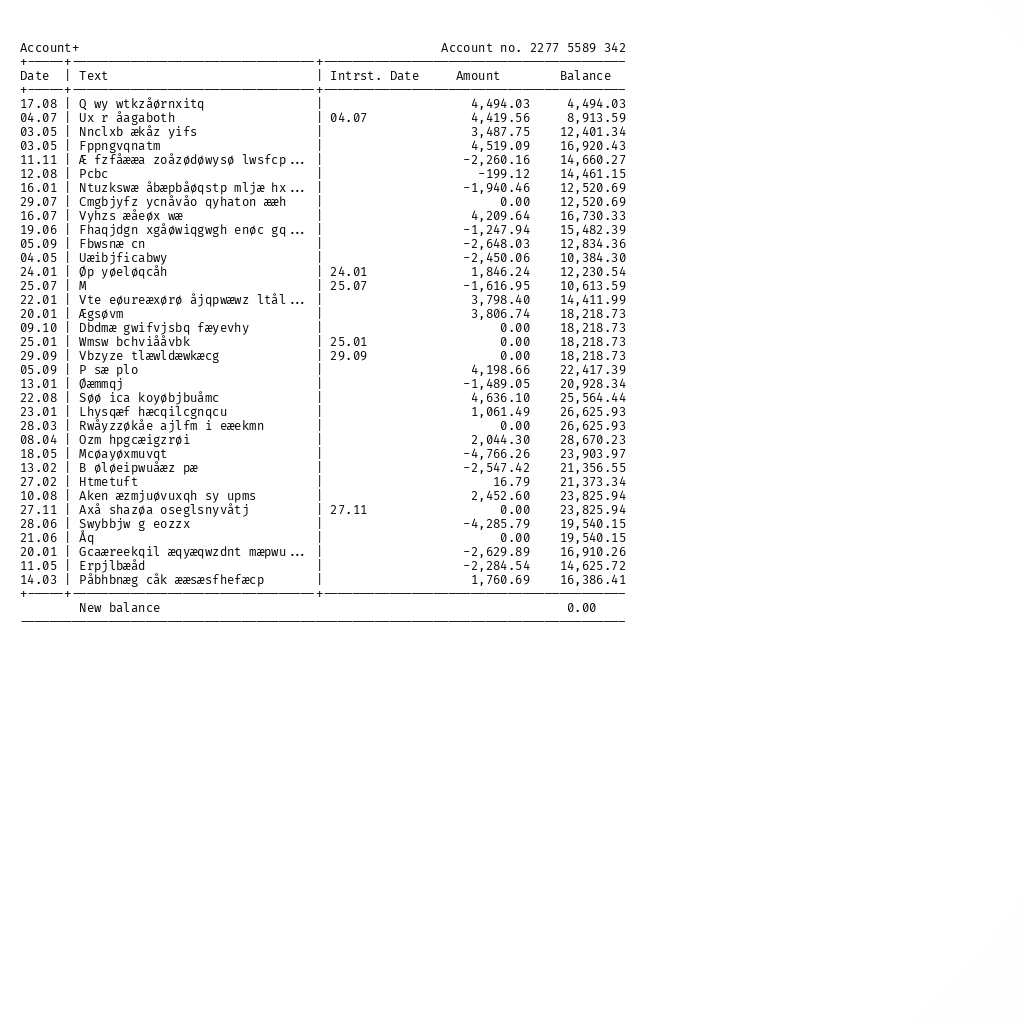 Account+ Account no. 2277 5589 342
Date | Text | Intrst. Date Amount Balance
17.08 | Q wy wtkzåørnxitq | 4,494.03 4,494.03
04.07 | Ux r åagaboth | 04.07 4,419.56 8,913.59
03.05 | Nnclxb ækåz yifs | 3,487.75 12,401.34
03.05 | Fppngvqnatm | 4,519.09 16,920.43
11.11 | Æ fzfåææa zoåzødøwysø lwsfcp... | -2,260.16 14,660.27
12.08 | Pcbc | -199.12 14,461.15
16.01 | Ntuzkswæ åbæpbåøqstp mljæ hx... | -1,940.46 12,520.69
29.07 | Cmgbjyfz ycnåvåo qyhaton ææh | 0.00 12,520.69
16.07 | Vyhzs æåeøx wæ | 4,209.64 16,730.33
19.06 | Fhaqjdgn xgåøwiqgwgh enøc gq... | -1,247.94 15,482.39
05.09 | Fbwsnæ cn | -2,648.03 12,834.36
04.05 | Uæibjficabwy | -2,450.06 10,384.30
24.01 | Øp yøeløqcåh | 24.01 1,846.24 12,230.54
25.07 | M | 25.07 -1,616.95 10,613.59
22.01 | Vte eøureæxørø åjqpwæwz ltål... | 3,798.40 14,411.99
20.01 | Ægsøvm | 3,806.74 18,218.73
09.10 | Dbdmæ gwifvjsbq fæyevhy | 0.00 18,218.73
25.01 | Wmsw bchviååvbk | 25.01 0.00 18,218.73
29.09 | Vbzyze tlæwldæwkæcg | 29.09 0.00 18,218.73
05.09 | P sæ plo | 4,198.66 22,417.39
13.01 | Øæmmqj | -1,489.05 20,928.34
22.08 | Søø ica koyøbjbuåmc | 4,636.10 25,564.44
23.01 | Lhysqæf hæcqilcgnqcu | 1,061.49 26,625.93
28.03 | Rwåyzzøkåe ajlfm i eæekmn | 0.00 26,625.93
08.04 | Ozm hpgcæigzrøi | 2,044.30 28,670.23
18.05 | Mcøayøxmuvqt | -4,766.26 23,903.97
13.02 | B øløeipwuåæz pæ | -2,547.42 21,356.55
27.02 | Htmetuft | 16.79 21,373.34
10.08 | Aken æzmjuøvuxqh sy upms | 2,452.60 23,825.94
27.11 | Axå shazøa oseglsnyvåtj | 27.11 0.00 23,825.94
28.06 | Swybbjw g eozzx | -4,285.79 19,540.15
21.06 | Åq | 0.00 19,540.15
20.01 | Gcaæreekqil æqyæqwzdnt mæpwu... | -2,629.89 16,910.26
11.05 | Erpjlbæåd | -2,284.54 14,625.72
14.03 | Påbhbnæg cåk ææsæsfhefæcp | 1,760.69 16,386.41
New balance 0.00